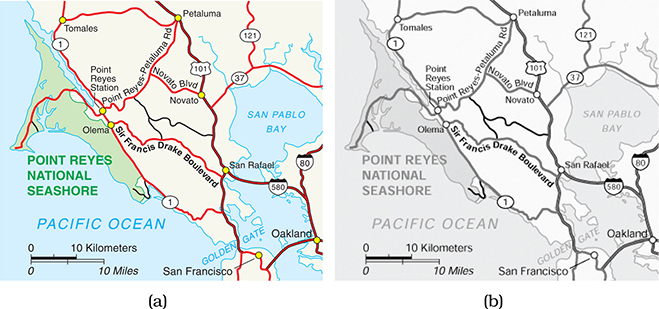 Petaluma
Tomales
121
1
Point Reyes-Petaluma Rd
101
Point
Reyes
Station
Novato Blvd
37
Novato
SAN PABLO
BAY
Olema
Sir Francis Drake Boulevard
POINT REYES
NATIONAL
SEASHORE
San Rafael
80
580
1
PACIFIC OCEAN
GOLDEN GATE
Oakland
0 10 Kilometers
0 10 Miles
San Francisco
(a)
Petaluma
Tomales
121
1
Point Reyes-Petaluma Rd
101
Point
Reyes
Station
Novato Blvd
37
Novato
SAN PABLO
BAY
Olema
Sir Francis Drake Boulevard
POINT REYES
NATIONAL
SEASHORE
San Rafael
80
580
1
PACIFIC OCEAN
GOLDEN GATE
Oakland
0 10 Kilometers
0 10 Miles
San Francisco
(b)